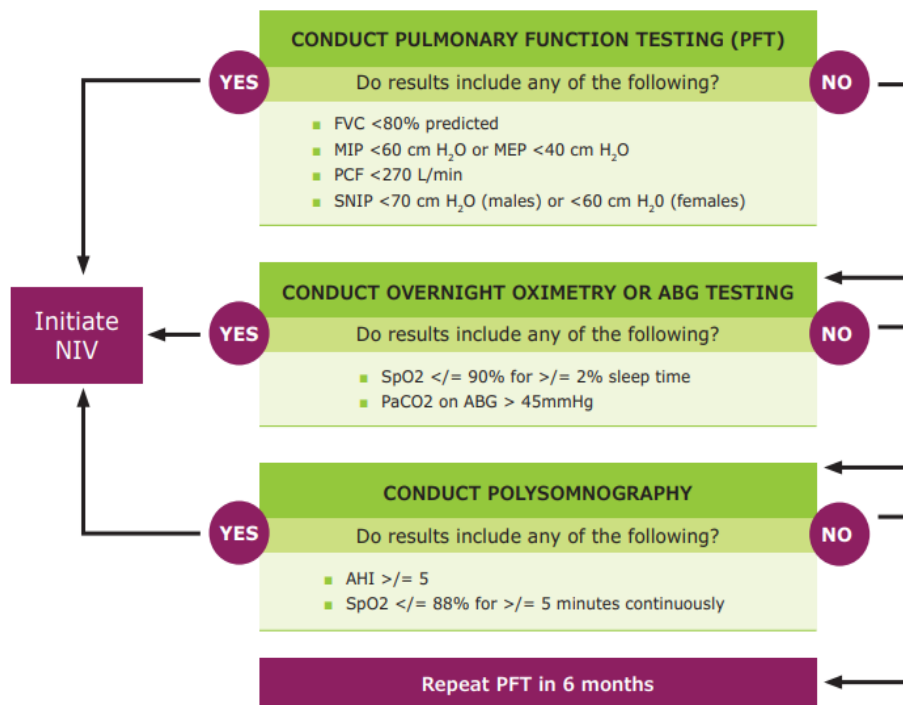 CONDUCT PULMONARY FUNCTION TESTING (PFT)
YES
Do results include any of the following?
NO
FVC <80% predicted
MIP <60 cm H₂O or MEP <40 cm H₂O
PCF <270 L/min
SNIP <70 cm H₂O (males) or <60 cm H₂0 (females)
Initiate
NIV
CONDUCT OVERNIGHT OXIMETRY OR ABG TESTING
YES
Do results include any of the following?
NO
SpO2 </= 90% for >/= 2% sleep time
PaCO2 on ABG > 45mmHg
CONDUCT POLYSOMNOGRAPHY
YES
Do results include any of the following?
NO
AHI >/= 5
SpO2 </= 88% for >/= 5 minutes continuously
Repeat PFT in 6 months